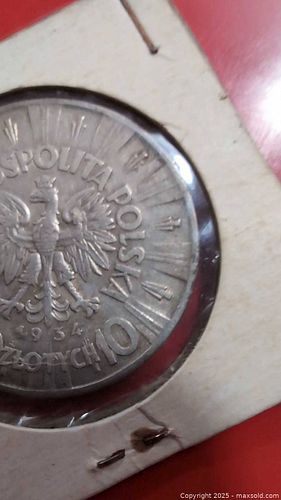 SPOLITA POLSKA
1934
ZŁOTYCH 10
Copyright 2025 - maxsold.com